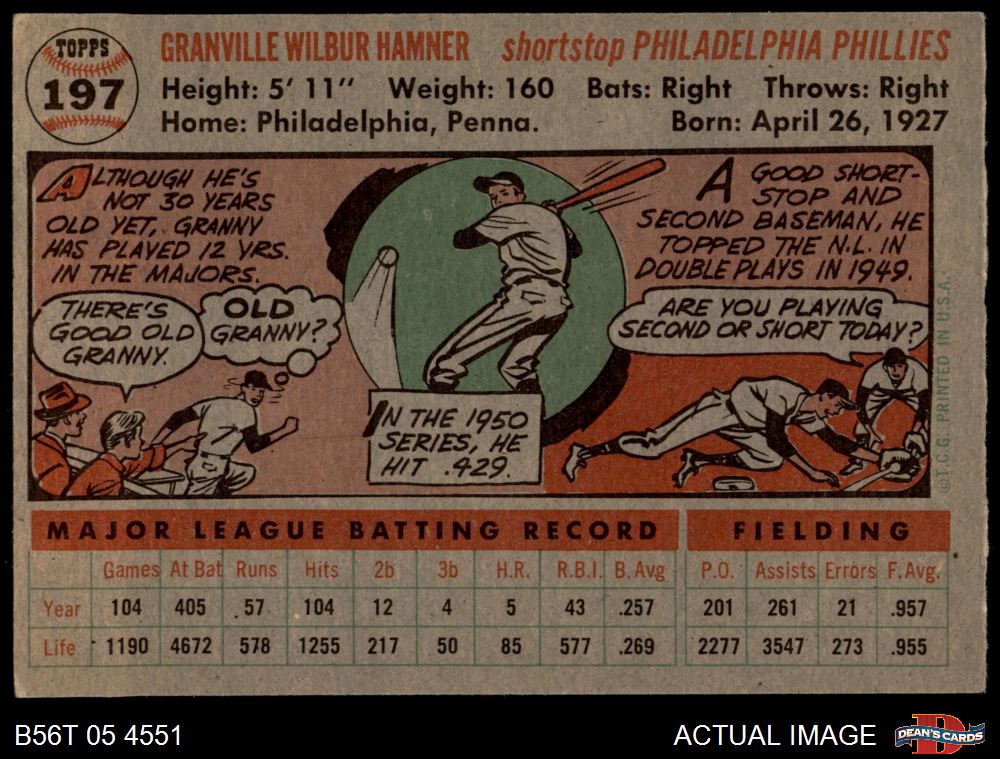 TOPPS
197
GRANVILLE WILBUR HAMNER shortstop PHILADELPHIA PHILLIES
Height: 5' 11" Weight: 160 Bats: Right Throws: Right
Home: Philadelphia, Penna. Born: April 26, 1927
ALTHOUGH HE'S
NOT 30 YEARS
OLD YET, GRANNY
HAS PLAYED 12 YRS.
IN THE MAJORS.
THERE'S
GOOD OLD
GRANNY.
OLD
GRANNY?
IN THE 1950
SERIES, HE
HIT .429.
A GOOD SHORT-
STOP AND
SECOND BASEMAN, HE
TOPPED THE N.L. IN
DOUBLE PLAYS IN 1949.
ARE YOU PLAYING
SECOND OR SHORT TODAY?
©T.C.G. PRINTED IN U.S.A.
MAJOR LEAGUE BATTING RECORD FIELDING
Games At Bat Runs Hits 2b 3b H.R. R.B.I. B. Avg P.O. Assists Errors F. Avg.
Year 104 405 .57 104 12 4 5 43 .257 201 261 21 .957
Life 1190 4672 578 1255 217 50 85 577 .269 2277 3547 273 .955
B56T 05 4551 ACTUAL IMAGE DEAN'S CARDS